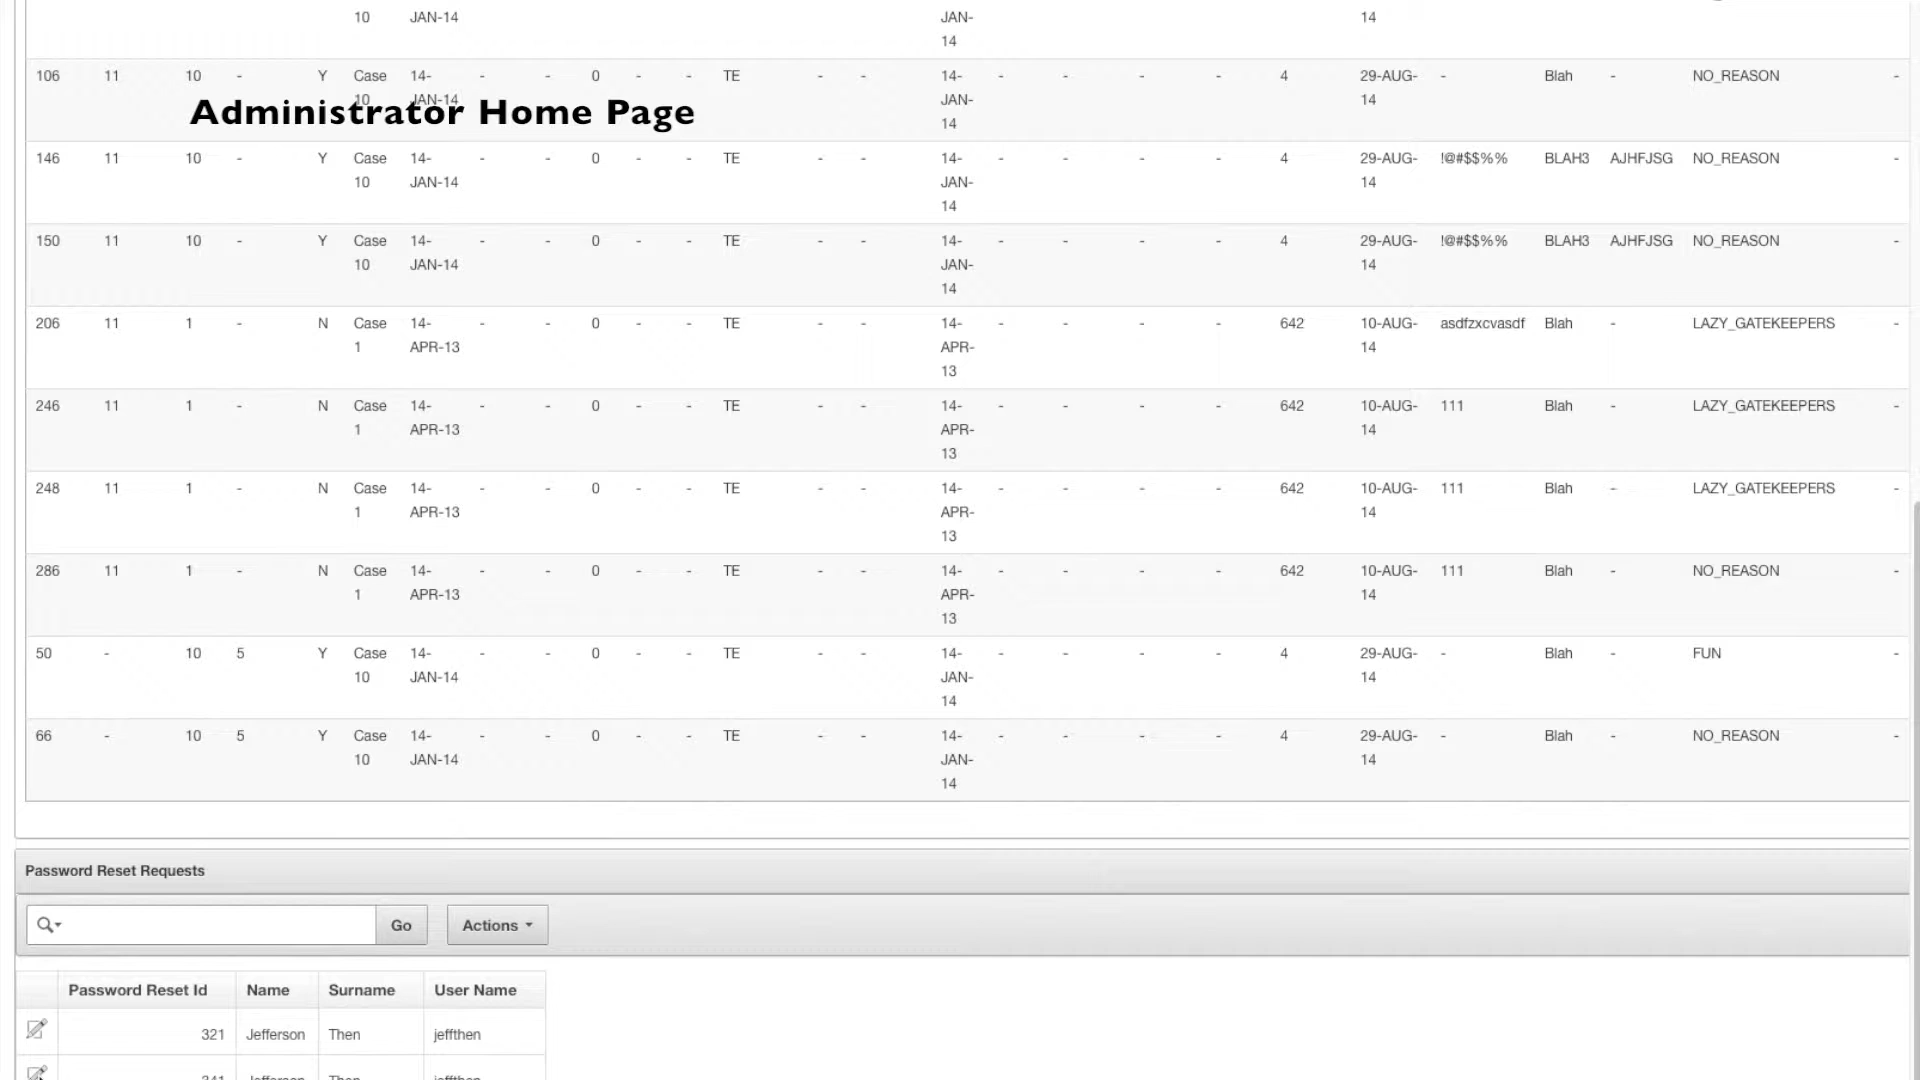 10 JAN-14 JAN- 14
14
106 11 10 - Y Case 14- - - 0 - - TE - - 14- - - - - 4 29-AUG- - Blah - NO_REASON -
10 JAN-14 JAN- 14
Administrator Home Page
14
146 11 10 - Y Case 14- - - 0 - - TE - - 14- - - - - 4 29-AUG- !@#$$%% BLAH3 AJHFJSG NO_REASON -
10 JAN-14 JAN- 14
14
150 11 10 - Y Case 14- - - 0 - - TE - - 14- - - - - 4 29-AUG- !@#$$%% BLAH3 AJHFJSG NO_REASON -
10 JAN-14 JAN- 14
14
206 11 1 - N Case 14- - - 0 - - TE - - 14- - - - - 642 10-AUG- asdfzxcvasdf Blah - LAZY_GATEKEEPERS -
1 APR-13 APR- 14
13
246 11 1 - N Case 14- - - 0 - - TE - - 14- - - - - 642 10-AUG- 111 Blah - LAZY_GATEKEEPERS -
1 APR-13 APR- 14
13
248 11 1 - N Case 14- - - 0 - - TE - - 14- - - - - 642 10-AUG- 111 Blah - LAZY_GATEKEEPERS -
1 APR-13 APR- 14
13
286 11 1 - N Case 14- - - 0 - - TE - - 14- - - - - 642 10-AUG- 111 Blah - NO_REASON -
1 APR-13 APR- 14
13
50 - 10 5 Y Case 14- - - 0 - - TE - - 14- - - - - 4 29-AUG- - Blah - FUN -
10 JAN-14 JAN- 14
14
66 - 10 5 Y Case 14- - - 0 - - TE - - 14- - - - - 4 29-AUG- - Blah - NO_REASON -
10 JAN-14 JAN- 14
14
Password Reset Requests
Go Actions
Password Reset Id Name Surname User Name
321 Jefferson Then jeffthen
341 Jefferson Then jeffthen